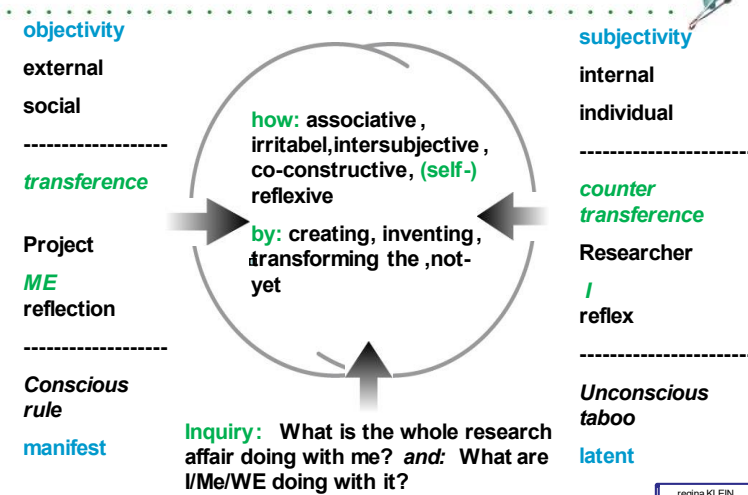 objectivity
external
social
-------------------
transference
Project
ME
reflection
-------------------
Conscious
rule
manifest
how: associative ,
irritabel,intersubjective ,
co-constructive, (self-)
reflexive
by: creating, inventing,
transforming the ‚not-
yet
Inquiry: What is the whole research
affair doing with me? and: What are
I/Me/WE doing with it?
subjectivity
internal
individual
-----------------------
counter
transference
Researcher
I
reflex
-----------------------
Unconscious
taboo
latent
regina KLEIN